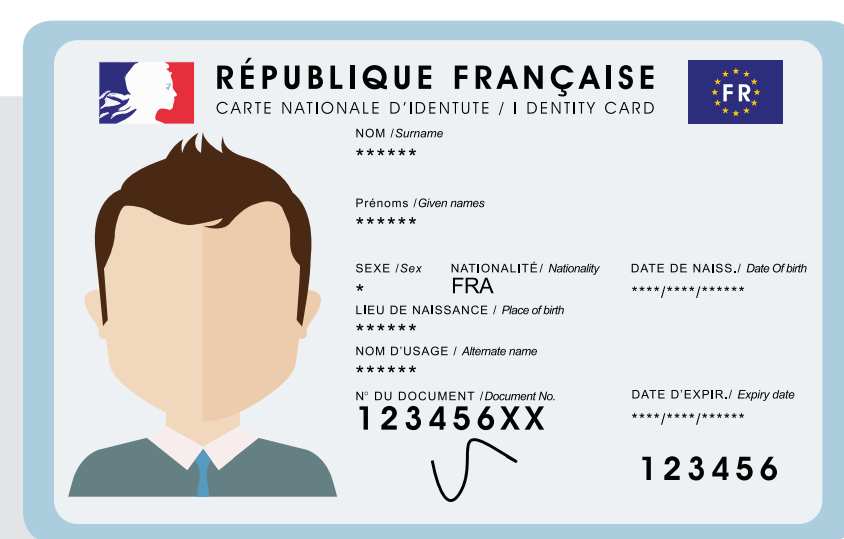 RÉPUBLIQUE FRANÇAISE
FR
CARTE NATIONALE D'IDENTUTE / I DENTITY CARD
NOM /Surname
******
Prénoms /Given names
******
SEXE /Sex NATIONALITÉ/ Nationality DATE DE NAISS./ Date Of birth
* FRA ****/****/******
LIEU DE NAISSANCE / Place of birth
******
NOM D'USAGE / Alternate name
******
N° DU DOCUMENT /Document No. DATE D'EXPIR./ Expiry date
123456XX ****/****/******
123456